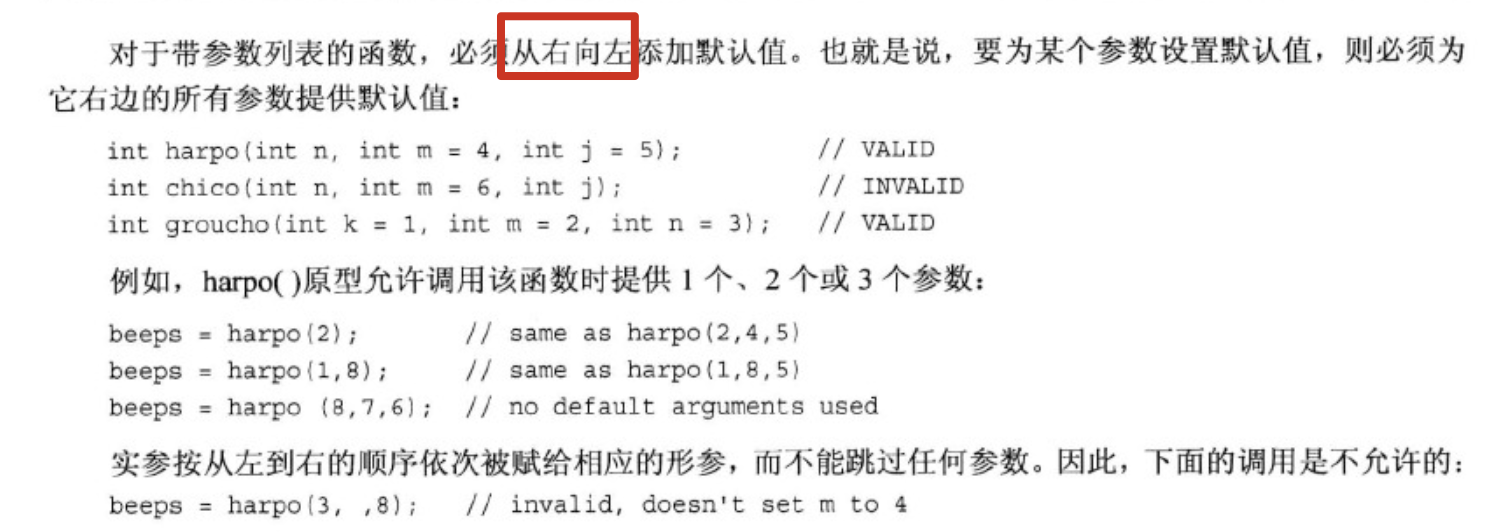 对于带参数列表的函数，必须从右向左添加默认值。也就是说，要为某个参数设置默认值，则必须为
它右边的所有参数提供默认值：
int harpo(int n, int m = 4, int j = 5);  // VALID
int chico(int n, int m = 6, int j);  // INVALID
int groucho(int k = 1, int m = 2, int n = 3);  // VALID
例如，harpo( )原型允许调用该函数时提供 1 个、2 个或 3 个参数：
beeps = harpo(2);  // same as harpo(2,4,5)
beeps = harpo(1,8);  // same as harpo(1,8,5)
beeps = harpo (8,7,6);  // no default arguments used
实参按从左到右的顺序依次被赋给相应的形参，而不能跳过任何参数。因此，下面的调用是不允许的：
beeps = harpo(3, ,8);  // invalid, doesn't set m to 4